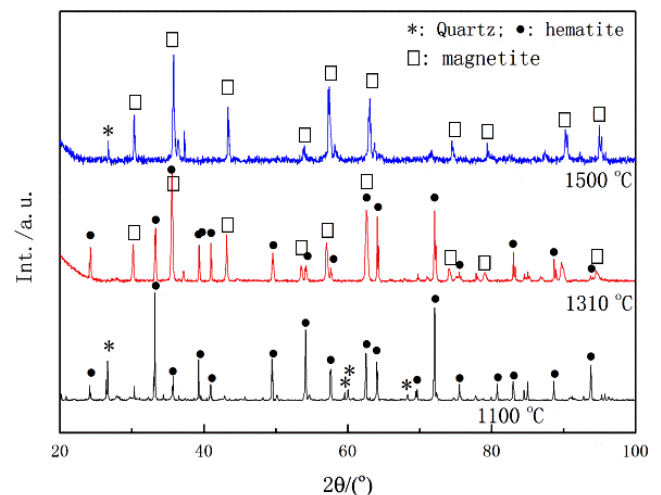 *: Quartz; ●: hematite
□: magnetite
*
1500 ℃
Int. /a.u.
1310 ℃
*
*
*
*
1100 ℃
20 40 60 80 100
2θ/(°)